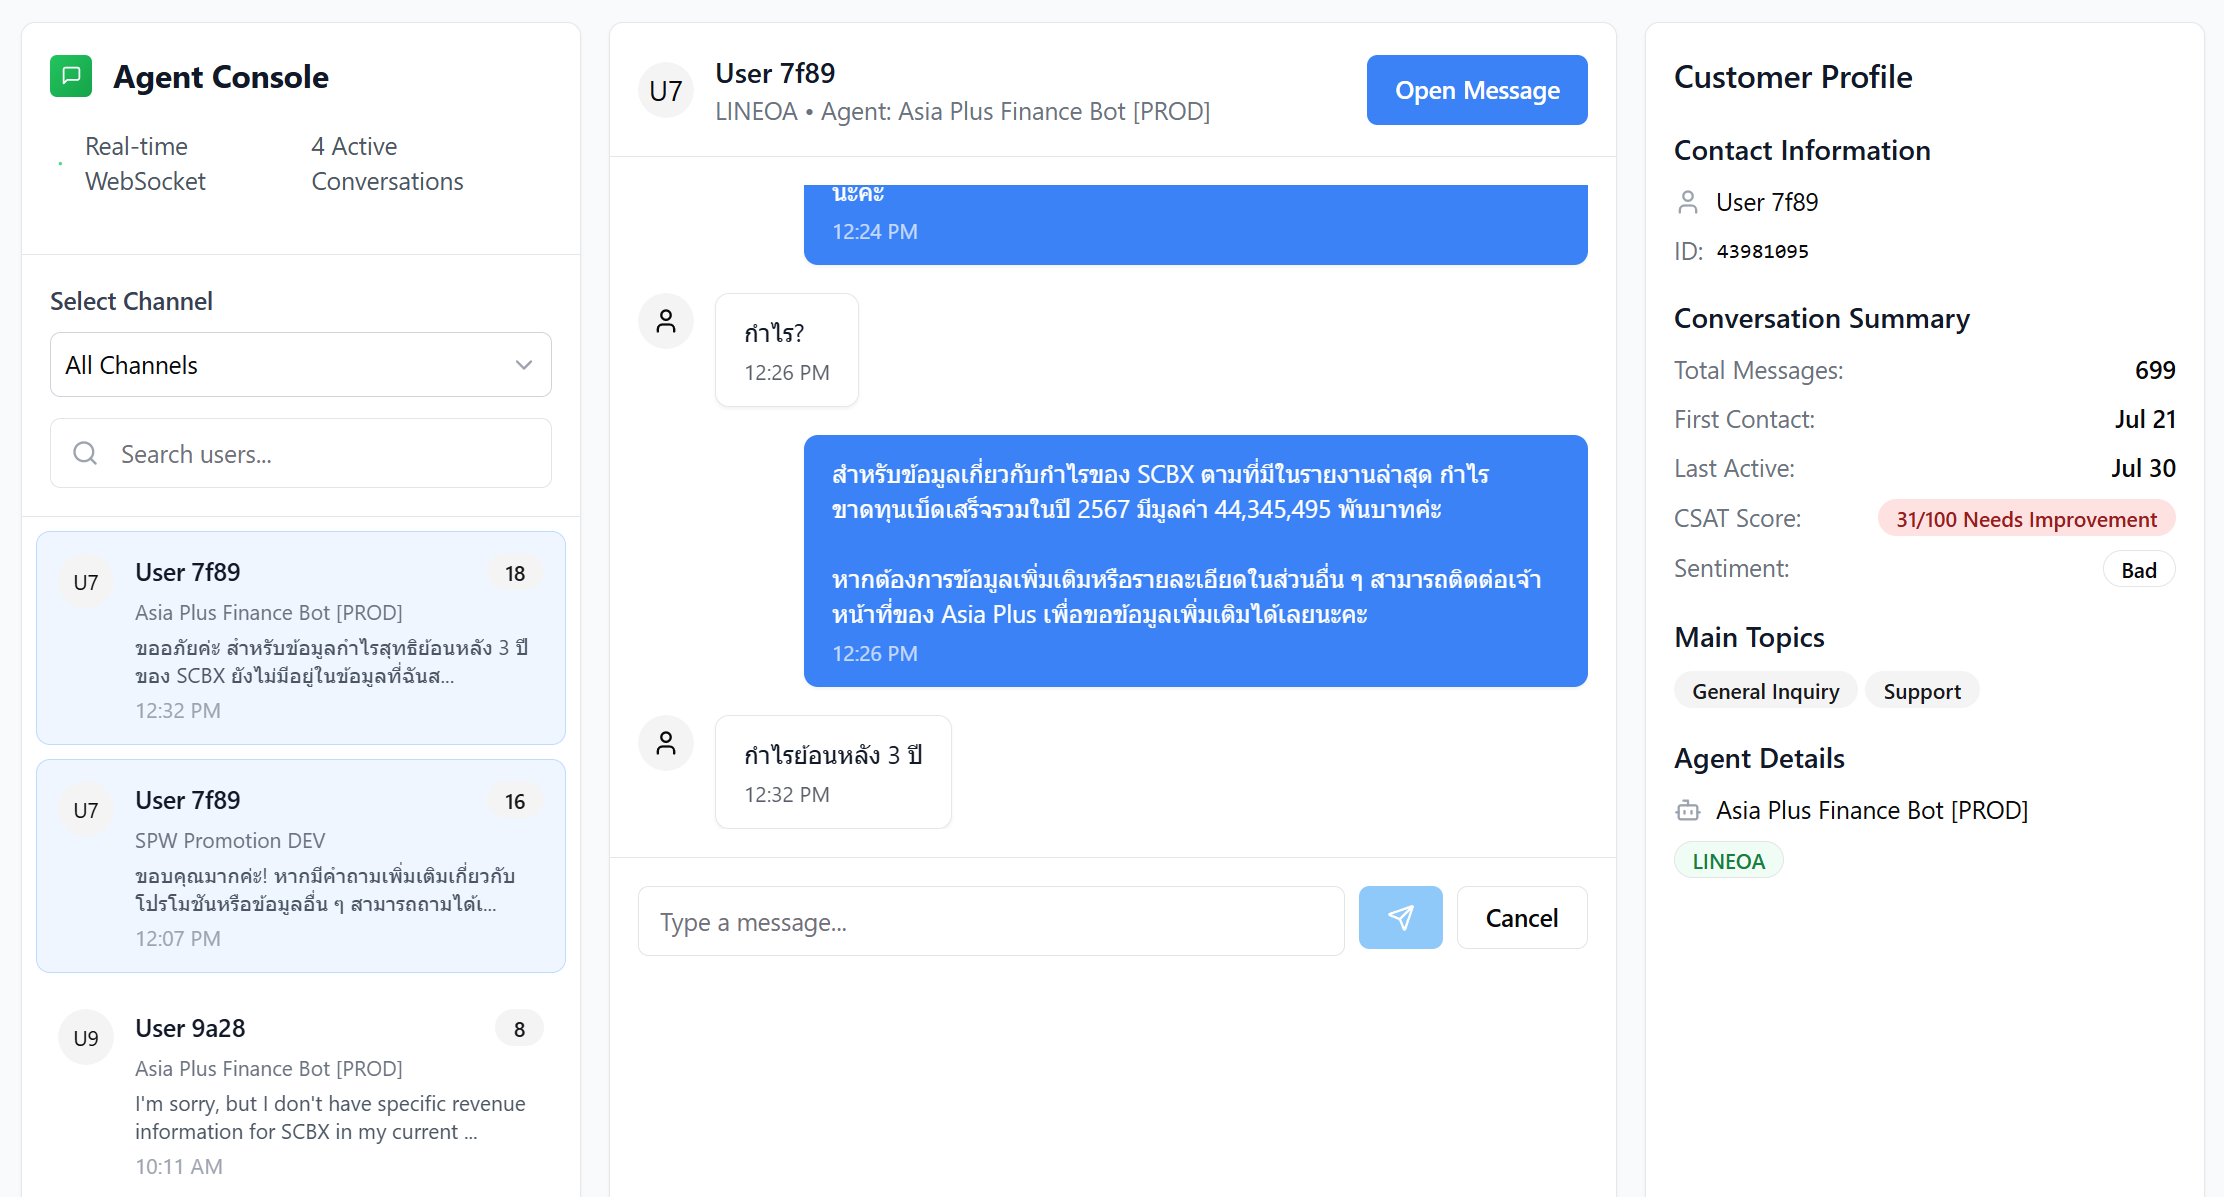 Agent Console
Real-time
WebSocket
4 Active
Conversations
Select Channel
All Channels
Search users...
U7
User 7f89
18
Asia Plus Finance Bot [PROD]
ขออภัยค่ะ สำหรับข้อมูลกำไรสุทธิย้อนหลัง 3 ปี
ของ SCBX ยังไม่มีอยู่ในข้อมูลที่ฉันส...
12:32 PM
U7
User 7f89
16
SPW Promotion DEV
ขอบคุณมากค่ะ! หากมีคำถามเพิ่มเติมเกี่ยวกับ
โปรโมชันหรือข้อมูลอื่น ๆ สามารถถามได้เ...
12:07 PM
U9
User 9a28
8
Asia Plus Finance Bot [PROD]
I'm sorry, but I don't have specific revenue
information for SCBX in my current ...
10:11 AM
U7
User 7f89
LINEOA • Agent: Asia Plus Finance Bot [PROD]
Open Message
นะคะ
12:24 PM
กำไร?
12:26 PM
สำหรับข้อมูลเกี่ยวกับกำไรของ SCBX ตามที่มีในรายงานล่าสุด กำไร
ขาดทุนเบ็ดเสร็จรวมในปี 2567 มีมูลค่า 44,345,495 พันบาทค่ะ
หากต้องการข้อมูลเพิ่มเติมหรือรายละเอียดในส่วนอื่น ๆ สามารถติดต่อเจ้า
หน้าที่ของ Asia Plus เพื่อขอข้อมูลเพิ่มเติมได้เลยนะคะ
12:26 PM
กำไรย้อนหลัง 3 ปี
12:32 PM
Type a message...
Cancel
Customer Profile
Contact Information
User 7f89
ID: 43981095
Conversation Summary
Total Messages: 699
First Contact: Jul 21
Last Active: Jul 30
CSAT Score: 31/100 Needs Improvement
Sentiment: Bad
Main Topics
General Inquiry
Support
Agent Details
Asia Plus Finance Bot [PROD]
LINEOA